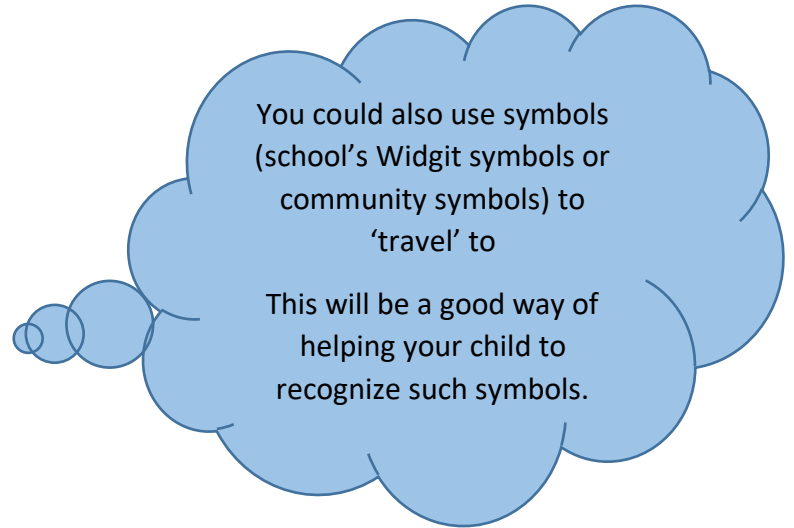 You could also use symbols
(school's Widgit symbols or
community symbols) to
'travel' to
This will be a good way of
helping your child to
recognize such symbols.